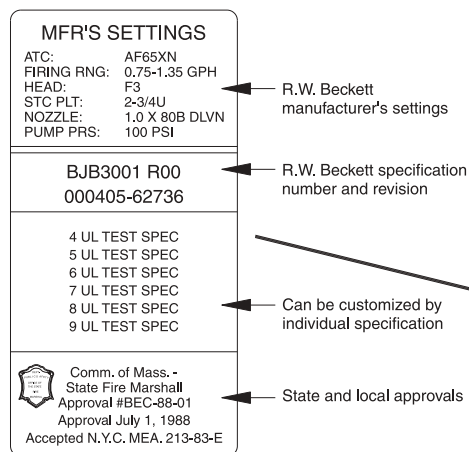 MFR'S SETTINGS
ATC: AF65XN
FIRING RNG: 0.75-1.35 GPH
HEAD: F3
STC PLT: 2-3/4U
NOZZLE: 1.0 X 80B DLVN
PUMP PRS: 100 PSI
R.W. Beckett
manufacturer's settings
BJB3001 R00
000405-62736
R.W. Beckett specification
number and revision
4 UL TEST SPEC
5 UL TEST SPEC
6 UL TEST SPEC
7 UL TEST SPEC
8 UL TEST SPEC
9 UL TEST SPEC
Can be customized by
individual specification
Comm. of Mass. -
State Fire Marshall
Approval #BEC-88-01
Approval July 1, 1988
Accepted N.Y.C. MEA. 213-83-E
State and local approvals